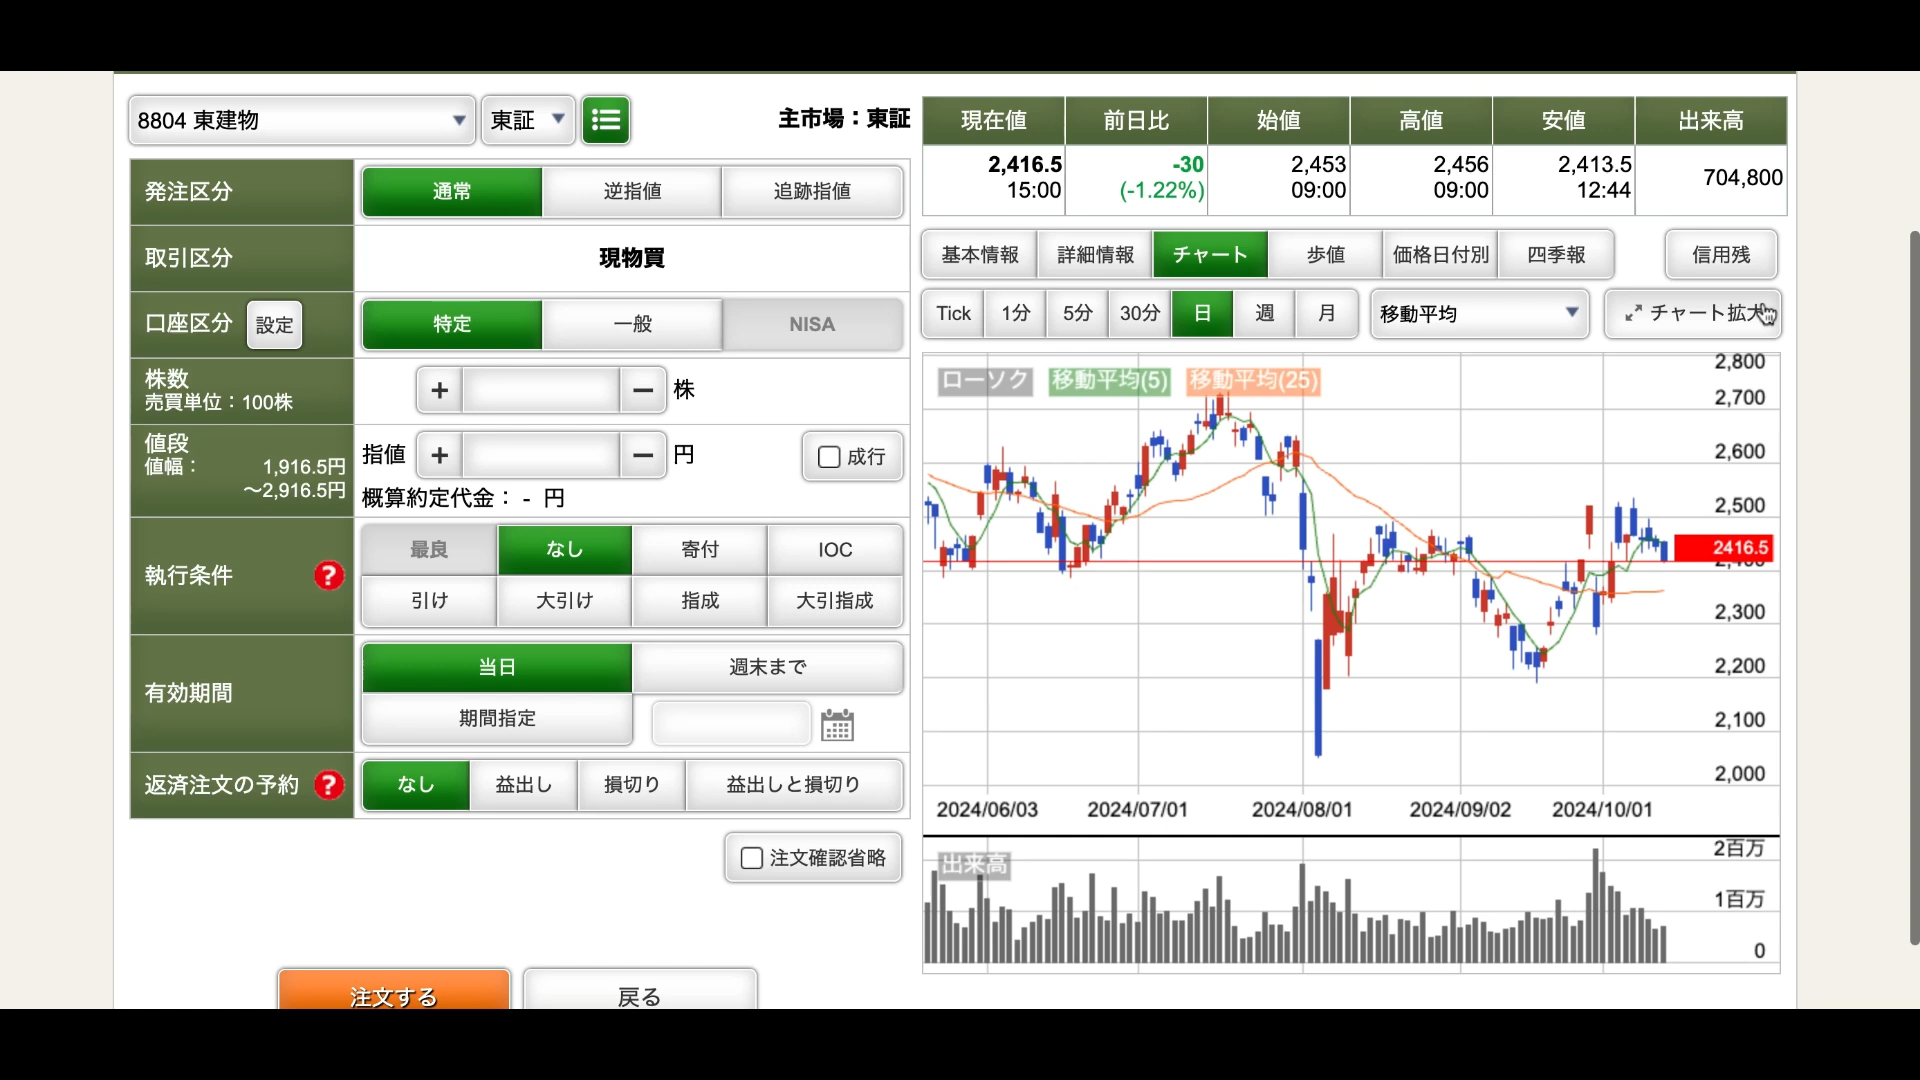 8804 東建物
東証
主市場：東証
発注区分
通常
逆指値
追跡指値
取引区分
現物買
口座区分
設定
特定
一般
NISA
株数
売買単位：100株
+
−
株
値段
値幅：
1,916.5円
～2,916.5円
指値
+
−
円
成行
概算約定代金： - 円
執行条件
?
最良
なし
寄付
IOC
引け
大引け
指成
大引指成
有効期間
当日
週末まで
期間指定
返済注文の予約
?
なし
益出し
損切り
益出しと損切り
注文確認省略
注文する
戻る
現在値
前日比
始値
高値
安値
出来高
2,416.5
-30
2,453
2,456
2,413.5
704,800
15:00
(-1.22%)
09:00
09:00
12:44
基本情報
詳細情報
チャート
歩値
価格日付別
四季報
信用残
Tick
1分
5分
30分
日
週
月
移動平均
チャート拡大
ローソク
移動平均(5)
移動平均(25)
2,800
2,700
2,600
2,500
2416.5
2,400
2,300
2,200
2,100
2,000
2024/06/03
2024/07/01
2024/08/01
2024/09/02
2024/10/01
出来高
2百万
1百万
0